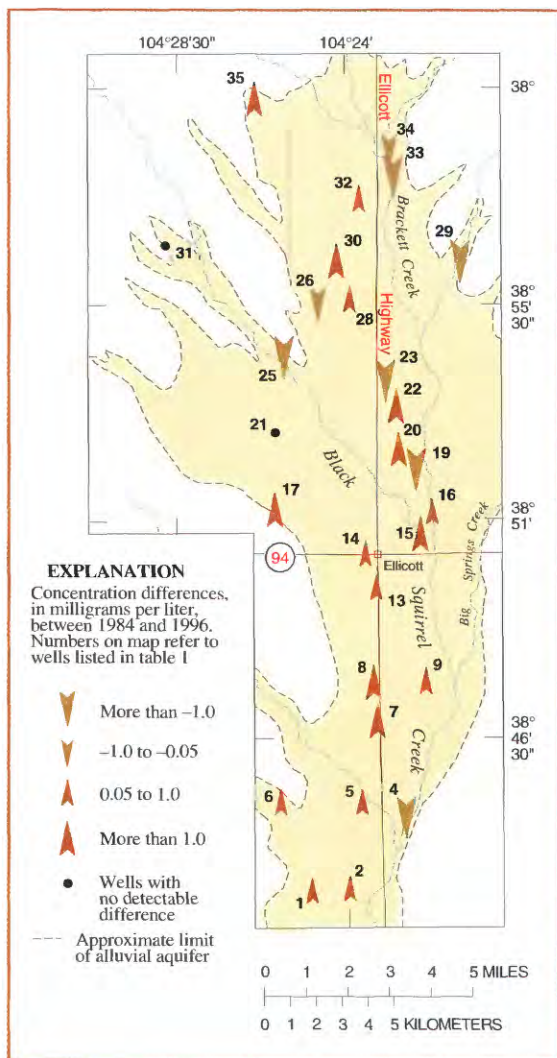 104°28'30"
104°24'
35
38°
Ellicott
34
33
32
Brackett Creek
29
31
30
26
38°
55'
30"
28
Highway
25
23
22
21
20
19
Black
17
16
38°
51'
15
14
94
Ellicott
Big Springs Creek
13
Squirrel
EXPLANATION
Concentration differences,
in milligrams per liter,
between 1984 and 1996.
Numbers on map refer to
wells listed in table 1
8
9
More than –1.0
7
38°
46'
30"
–1.0 to –0.05
Creek
0.05 to 1.0
6
5
4
More than 1.0
Wells with
no detectable
difference
1
2
Approximate limit
of alluvial aquifer
0 1 2 3 4 5 MILES
0 1 2 3 4 5 KILOMETERS